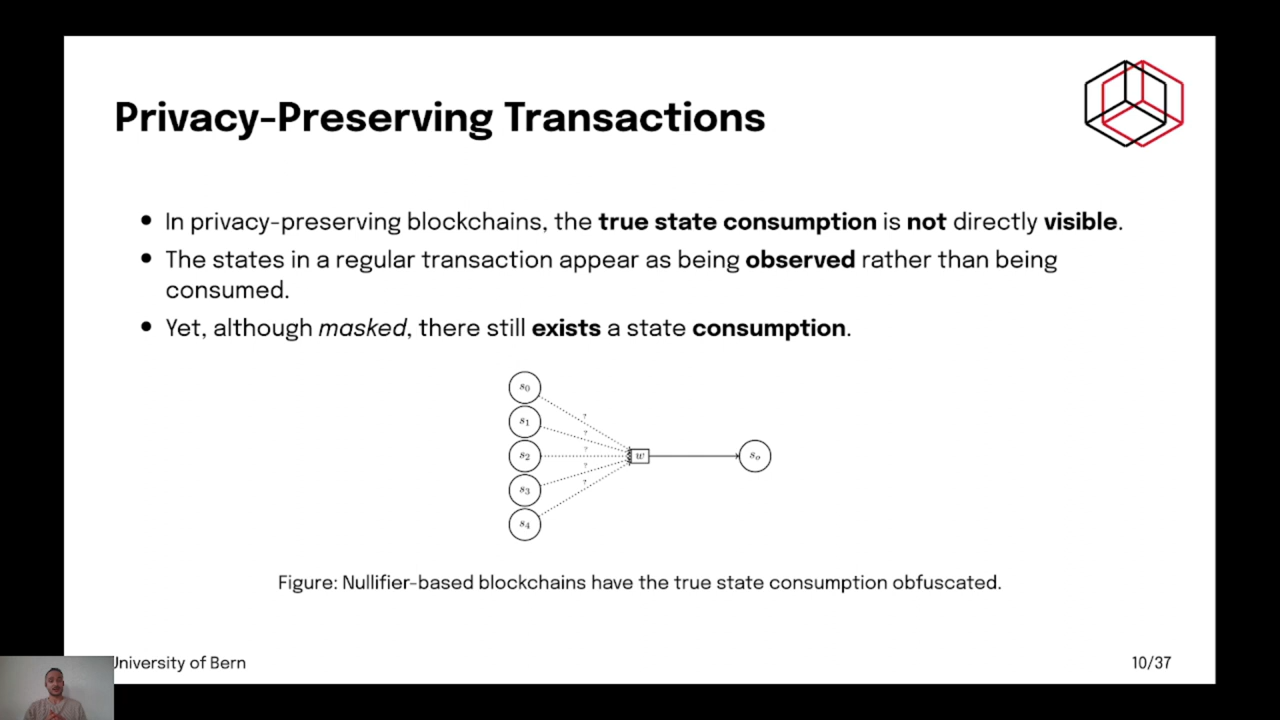 Privacy-Preserving Transactions
In privacy-preserving blockchains, the true state consumption is not directly visible.
The states in a regular transaction appear as being observed rather than being
consumed.
Yet, although masked, there still exists a state consumption.
s0
s1
s2
s3
s4
?
?
?
?
?
w
so
Figure: Nullifier-based blockchains have the true state consumption obfuscated.
University of Bern
10/37